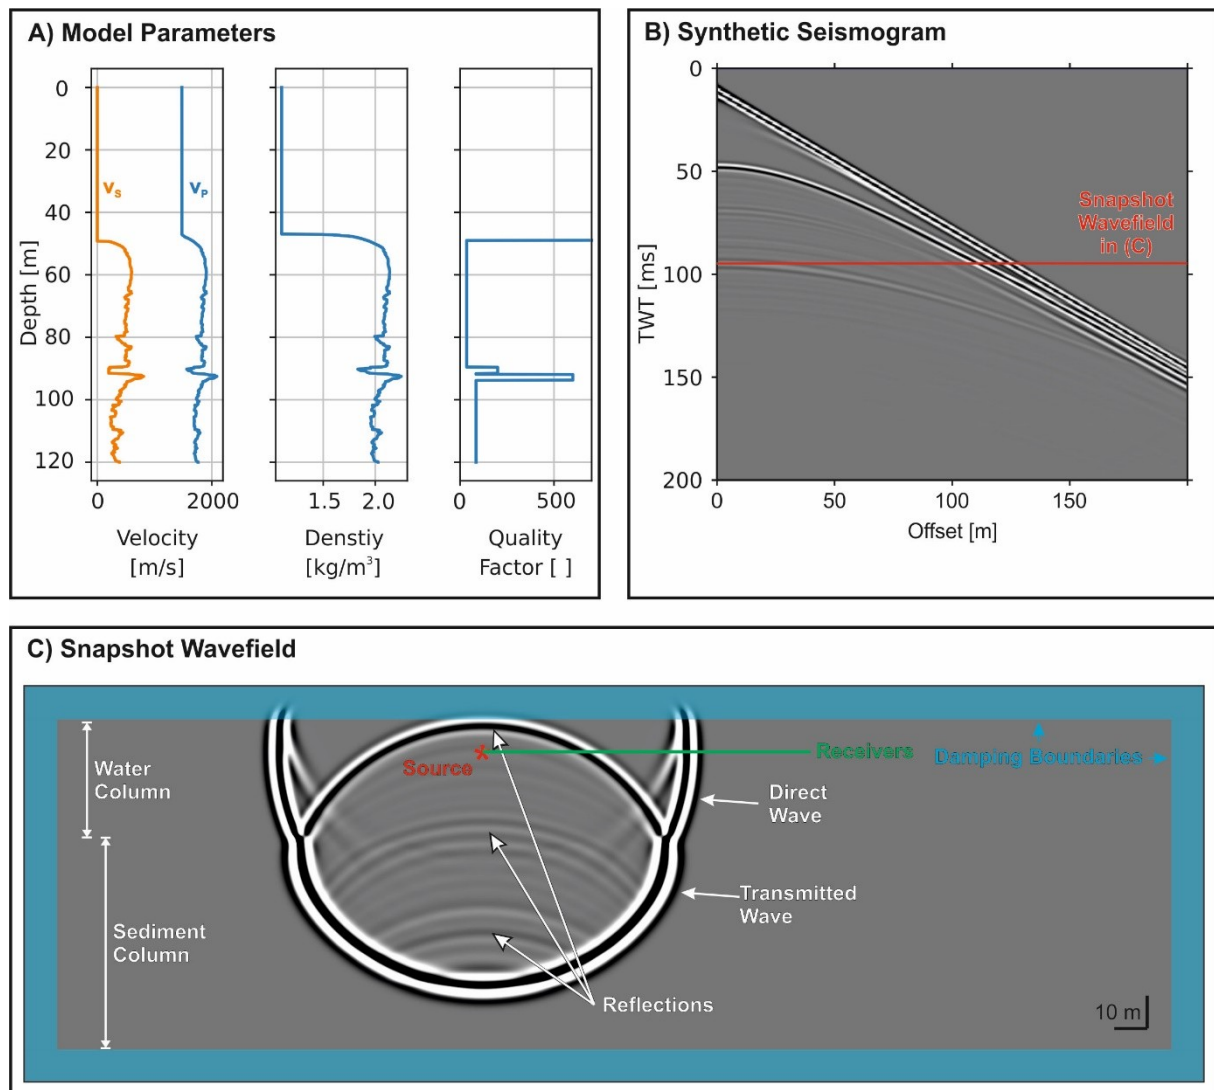 A) Model Parameters
0
20
40
60
80
100
120
Depth [m]
vS
vP
0
2000
Velocity
[m/s]
1.5
2.0
Denstiy
[kg/m³]
0
500
Quality
Factor [ ]
B) Synthetic Seismogram
0
50
100
150
200
TWT [ms]
Snapshot
Wavefield
in (C)
0
50
100
150
Offset [m]
C) Snapshot Wavefield
Water
Column
Sediment
Column
Source
Receivers
Damping Boundaries
Direct
Wave
Transmitted
Wave
Reflections
10 m